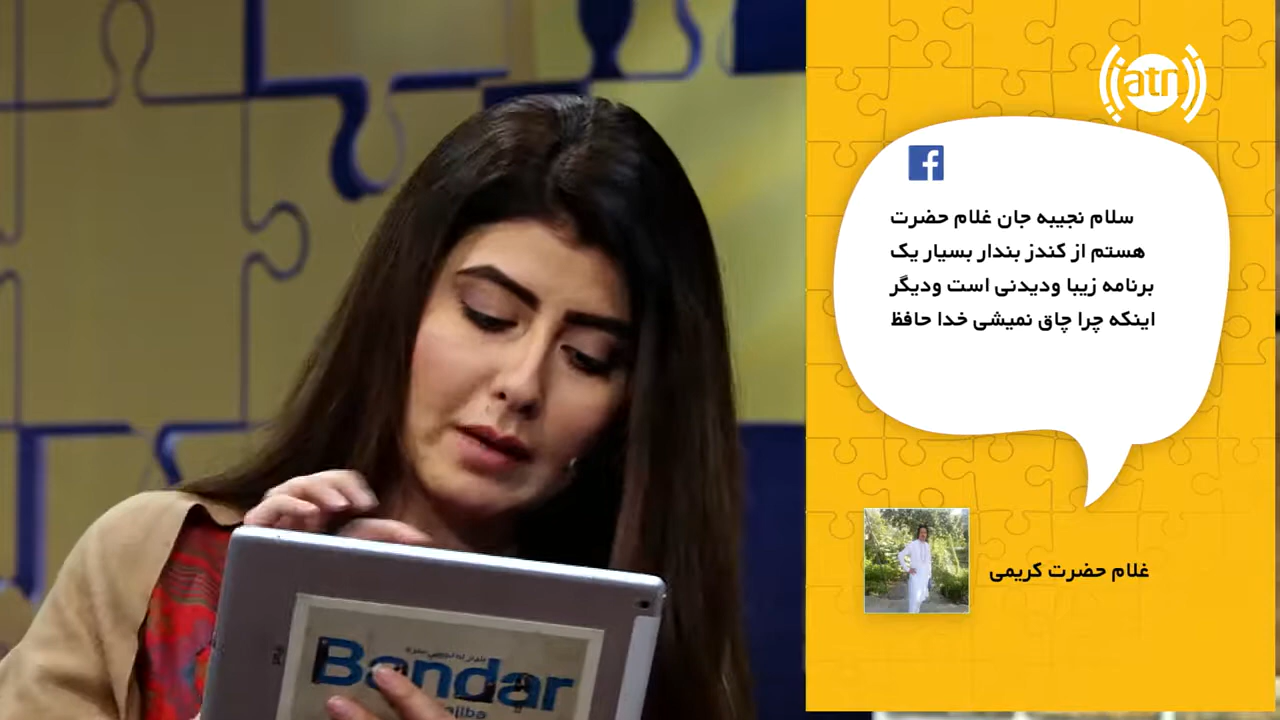 atn
سلام نجیبه جان غلام حضرت
هستم از کندز بندار بسیار یک
برنامه زیبا ودیدنی است ودیگر
اینکه چرا چاق نمیشی خدا حافظ
غلام حضرت کریمی
Bandar